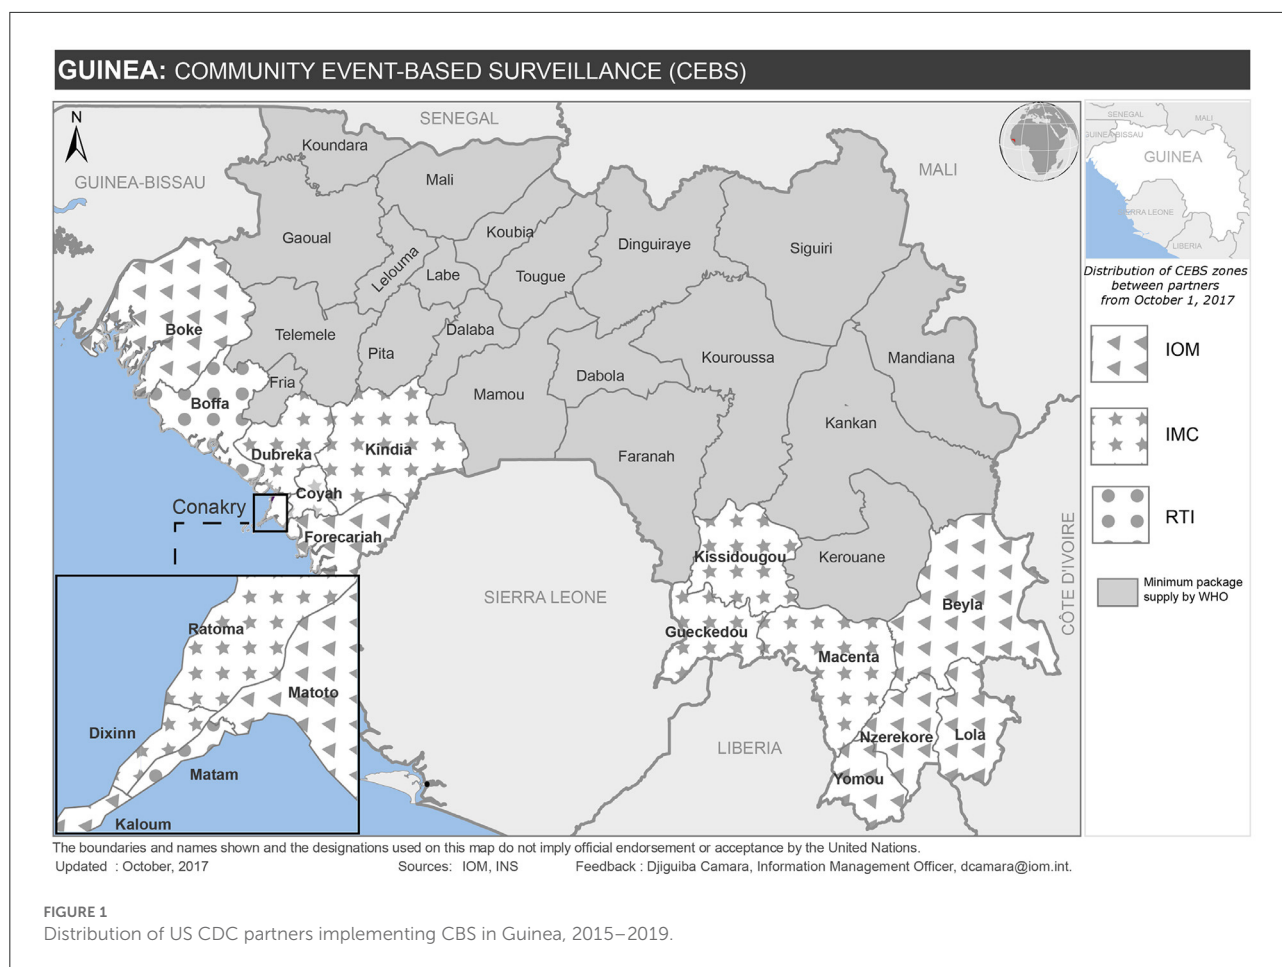 GUINEA: COMMUNITY EVENT-BASED SURVEILLANCE (CEBS)
N
SENEGAL
GUINEA-BISSAU
MALI
Koundara
Mali
Gaoual
Lelouma
Koubia
Labe
Tougue
Dinguiraye
Siguiri
Boke
Telemele
Pita
Dalaba
Fria
Boffa
Mamou
Dabola
Kouroussa
Mandiana
Kankan
Dubreka
Kindia
Faranah
Coyah
Conakry
Forecariah
Kissidougou
Kerouane
Beyla
CÔTE D'IVOIRE
SIERRA LEONE
Gueckedou
Macenta
Ratoma
Matoto
Dixinn
Matam
Kaloum
LIBERIA
Nzerekore
Lola
Yomou
SENEGAL
MALI
GUINEA-BISSAU
GUINEA
SIERRA LEONE
LIBERIA
Distribution of CEBS zones
between partners
from October 1, 2017
IOM
IMC
RTI
Minimum package
supply by WHO
The boundaries and names shown and the designations used on this map do not imply official endorsement or acceptance by the United Nations.
Updated : October, 2017 Sources: IOM, INS Feedback : Djiguiba Camara, Information Management Officer, dcamara@iom.int.
FIGURE 1
Distribution of US CDC partners implementing CBS in Guinea, 2015–2019.